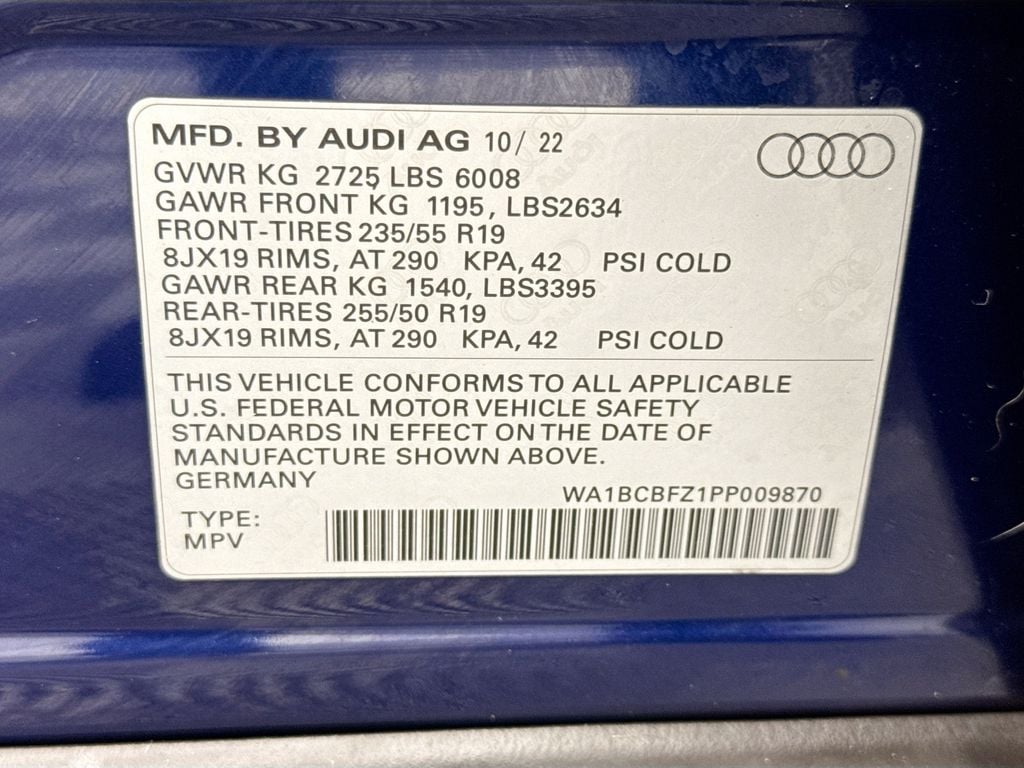 MFD. BY AUDI AG 10/ 22
GVWR KG 2725, LBS 6008
GAWR FRONT KG 1195, LBS2634
FRONT-TIRES 235/55 R19
8JX19 RIMS, AT 290 KPA, 42 PSI COLD
GAWR REAR KG 1540, LBS3395
REAR-TIRES 255/50 R19
8JX19 RIMS, AT 290 KPA, 42 PSI COLD
THIS VEHICLE CONFORMS TO ALL APPLICABLE
U.S. FEDERAL MOTOR VEHICLE SAFETY
STANDARDS IN EFFECT ON THE DATE OF
MANUFACTURE SHOWN ABOVE.
GERMANY
WA1BCBFZ1PP009870
TYPE:
MPV